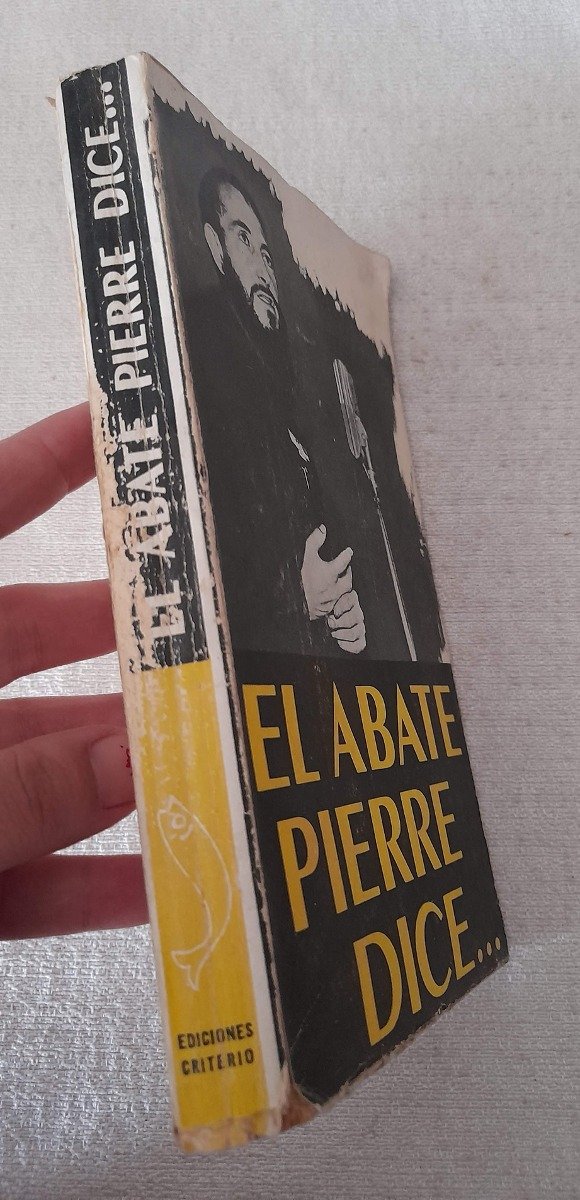 EL ABATE PIERRE DICE...
EDICIONES
CRITERIO
EL ABATE
PIERRE
DICE...